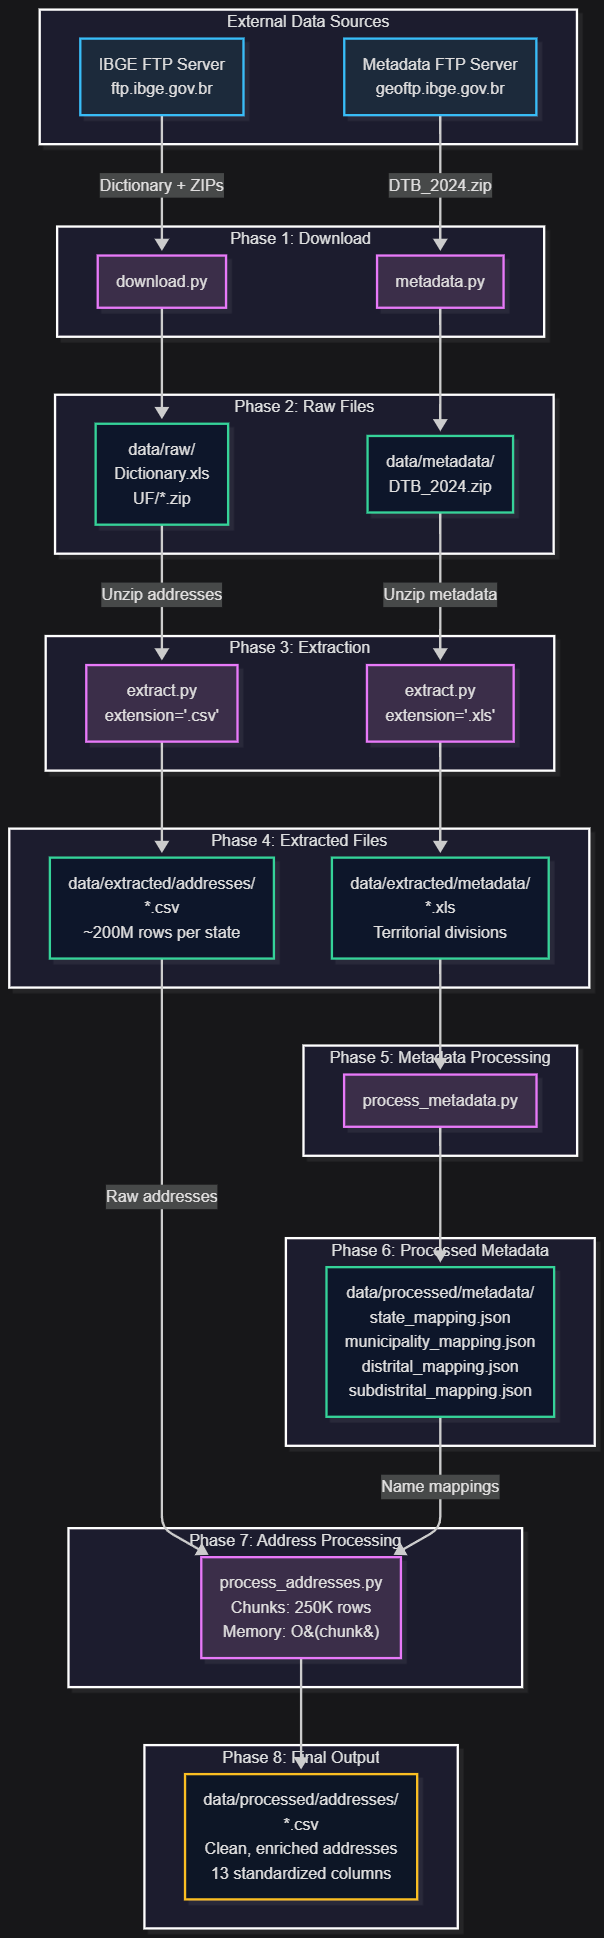 External Data Sources
IBGE FTP Server
ftp.ibge.gov.br
Metadata FTP Server
geoftp.ibge.gov.br
Dictionary + ZIPs
DTB_2024.zip
Phase 1: Download
download.py
metadata.py
Phase 2: Raw Files
data/raw/
Dictionary.xls
UF/*.zip
data/metadata/
DTB_2024.zip
Unzip addresses
Unzip metadata
Phase 3: Extraction
extract.py
extension='.csv'
extract.py
extension='.xls'
Phase 4: Extracted Files
data/extracted/addresses/
*.csv
~200M rows per state
data/extracted/metadata/
*.xls
Territorial divisions
Phase 5: Metadata Processing
process_metadata.py
Raw addresses
Phase 6: Processed Metadata
data/processed/metadata/
state_mapping.json
municipality_mapping.json
distrital_mapping.json
subdistrital_mapping.json
Name mappings
Phase 7: Address Processing
process_addresses.py
Chunks: 250K rows
Memory: O&(chunk&)
Phase 8: Final Output
data/processed/addresses/
*.csv
Clean, enriched addresses
13 standardized columns